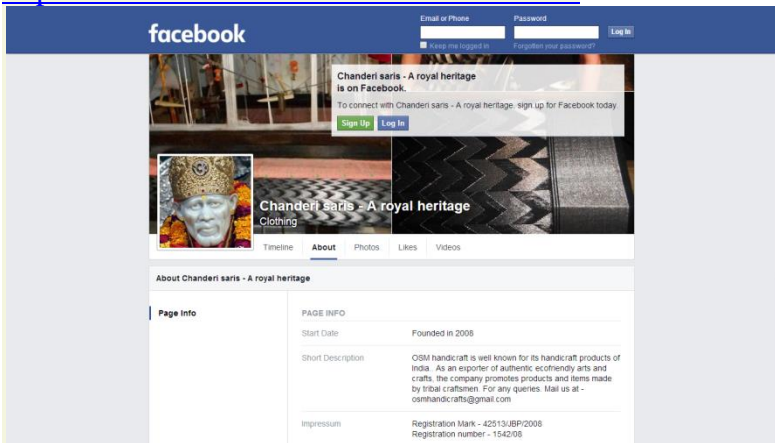 facebook
Email or Phone
Password
Log In
Keep me logged in
Forgotten your password?
Chanderi saris - A royal heritage
is on Facebook.
To connect with Chanderi saris - A royal heritage, sign up for Facebook today.
Sign Up
Log In
Chanderi saris - A royal heritage
Clothing
Timeline
About
Photos
Likes
Videos
About Chanderi saris - A royal heritage
Page Info
PAGE INFO
Start Date
Founded in 2008
Short Description
OSM handicraft is well known for its handicraft products of
India. As an exporter of authentic ecofriendly arts and
crafts, the company promotes products and items made
by tribal craftsmen. For any queries. Mail us at -
osmhandicrafts@gmail.com
Impressum
Registration Mark - 42513/JBP/2008
Registration number - 1542/08